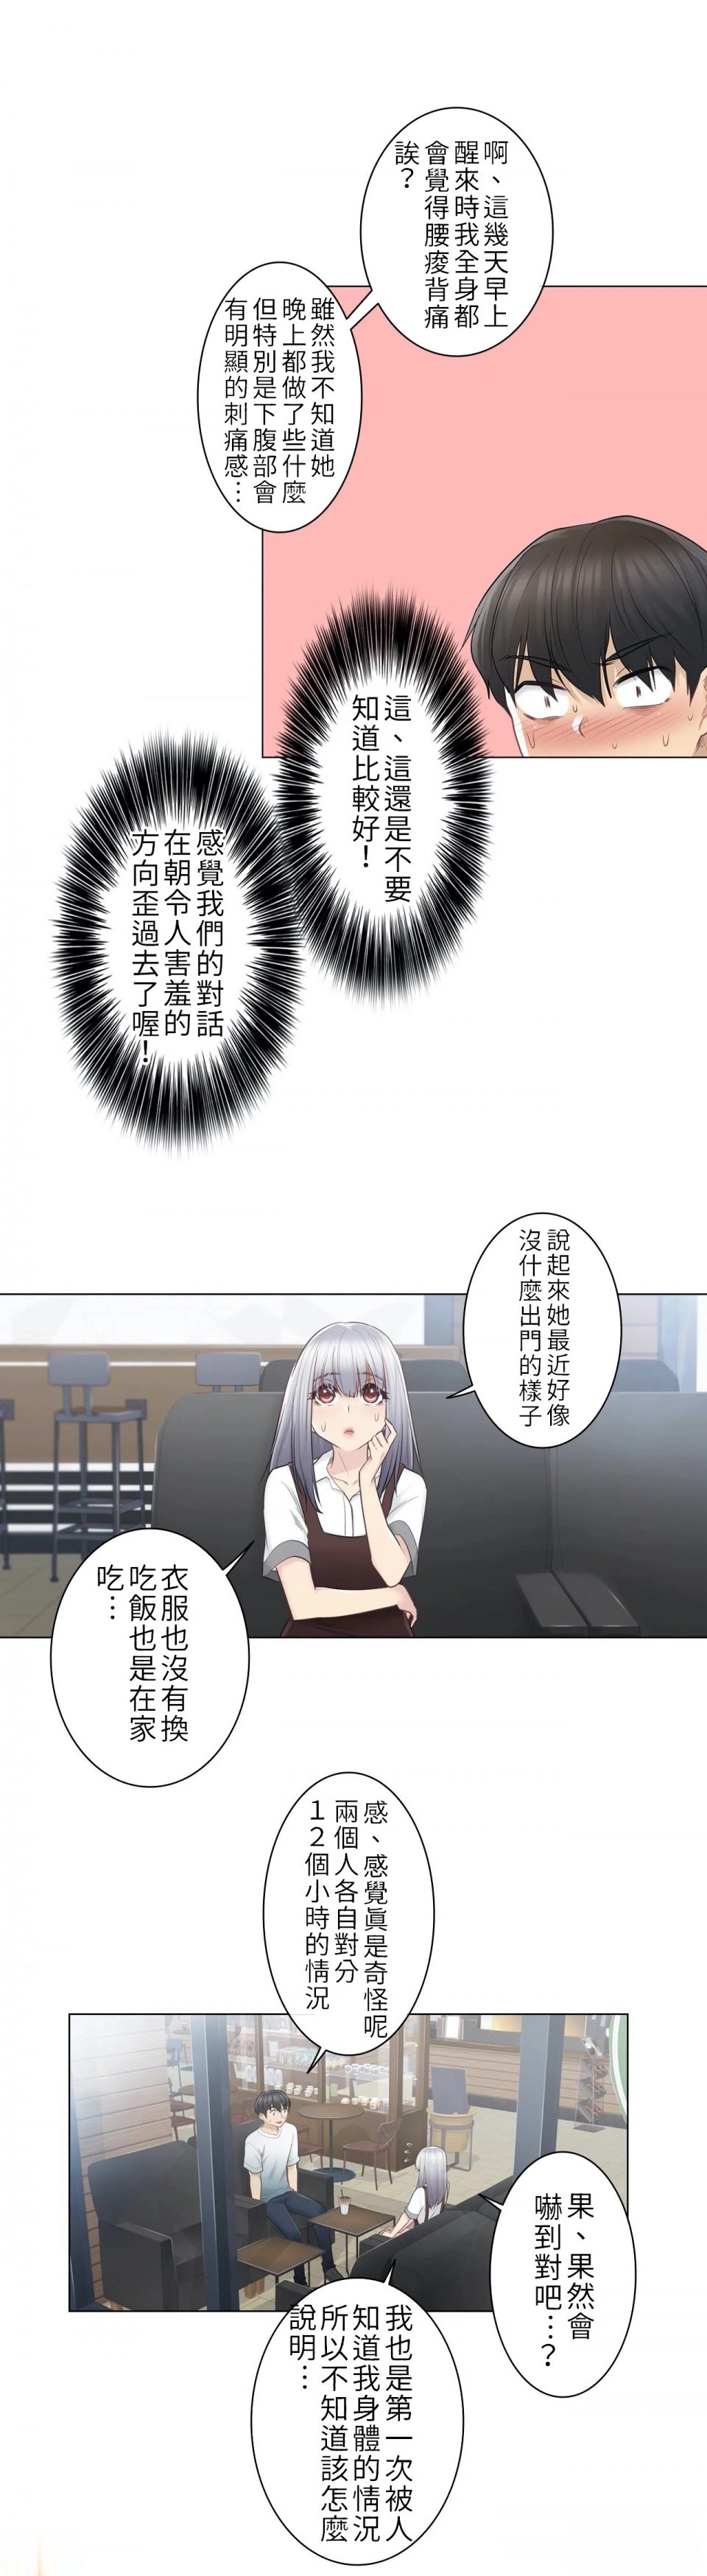 啊、這幾天早上
醒來時我全身都
會覺得腰痠背痛
誒？
雖然我不知道她
晚上都做了些什麼
但特別是下腹部會
有明顯的刺痛感…
這、這還是不要
知道比較好！
感覺我們的對話
在朝令人害羞的
方向歪過去了喔！
說起來她最近好像
沒什麼出門的樣子
衣服也沒有換
吃飯也是在家
吃…
感、感覺真是奇怪呢
兩個人各自對分
１２個小時的情況
果、果然會
嚇到對吧…？
我也是第一次被人
知道我身體的情況
所以不知道該怎麼
說明…